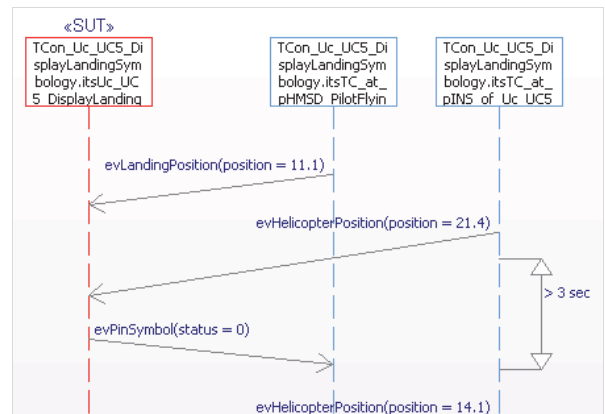 «SUT»
TCon_Uc_UC5_Di
splayLandingSym
bology.itsUc_UC
5_DisplayLanding
TCon_Uc_UC5_Di
splayLandingSym
bology.itsTC_at_
pHMSD_PilotFlyin
TCon_Uc_UC5_Di
splayLandingSym
bology.itsTC_at_
pINS_of_Uc_UC5
evLandingPosition(position = 11.1)
evHelicopterPosition(position = 21.4)
> 3 sec
evPinSymbol(status = 0)
evHelicopterPosition(position = 14.1)